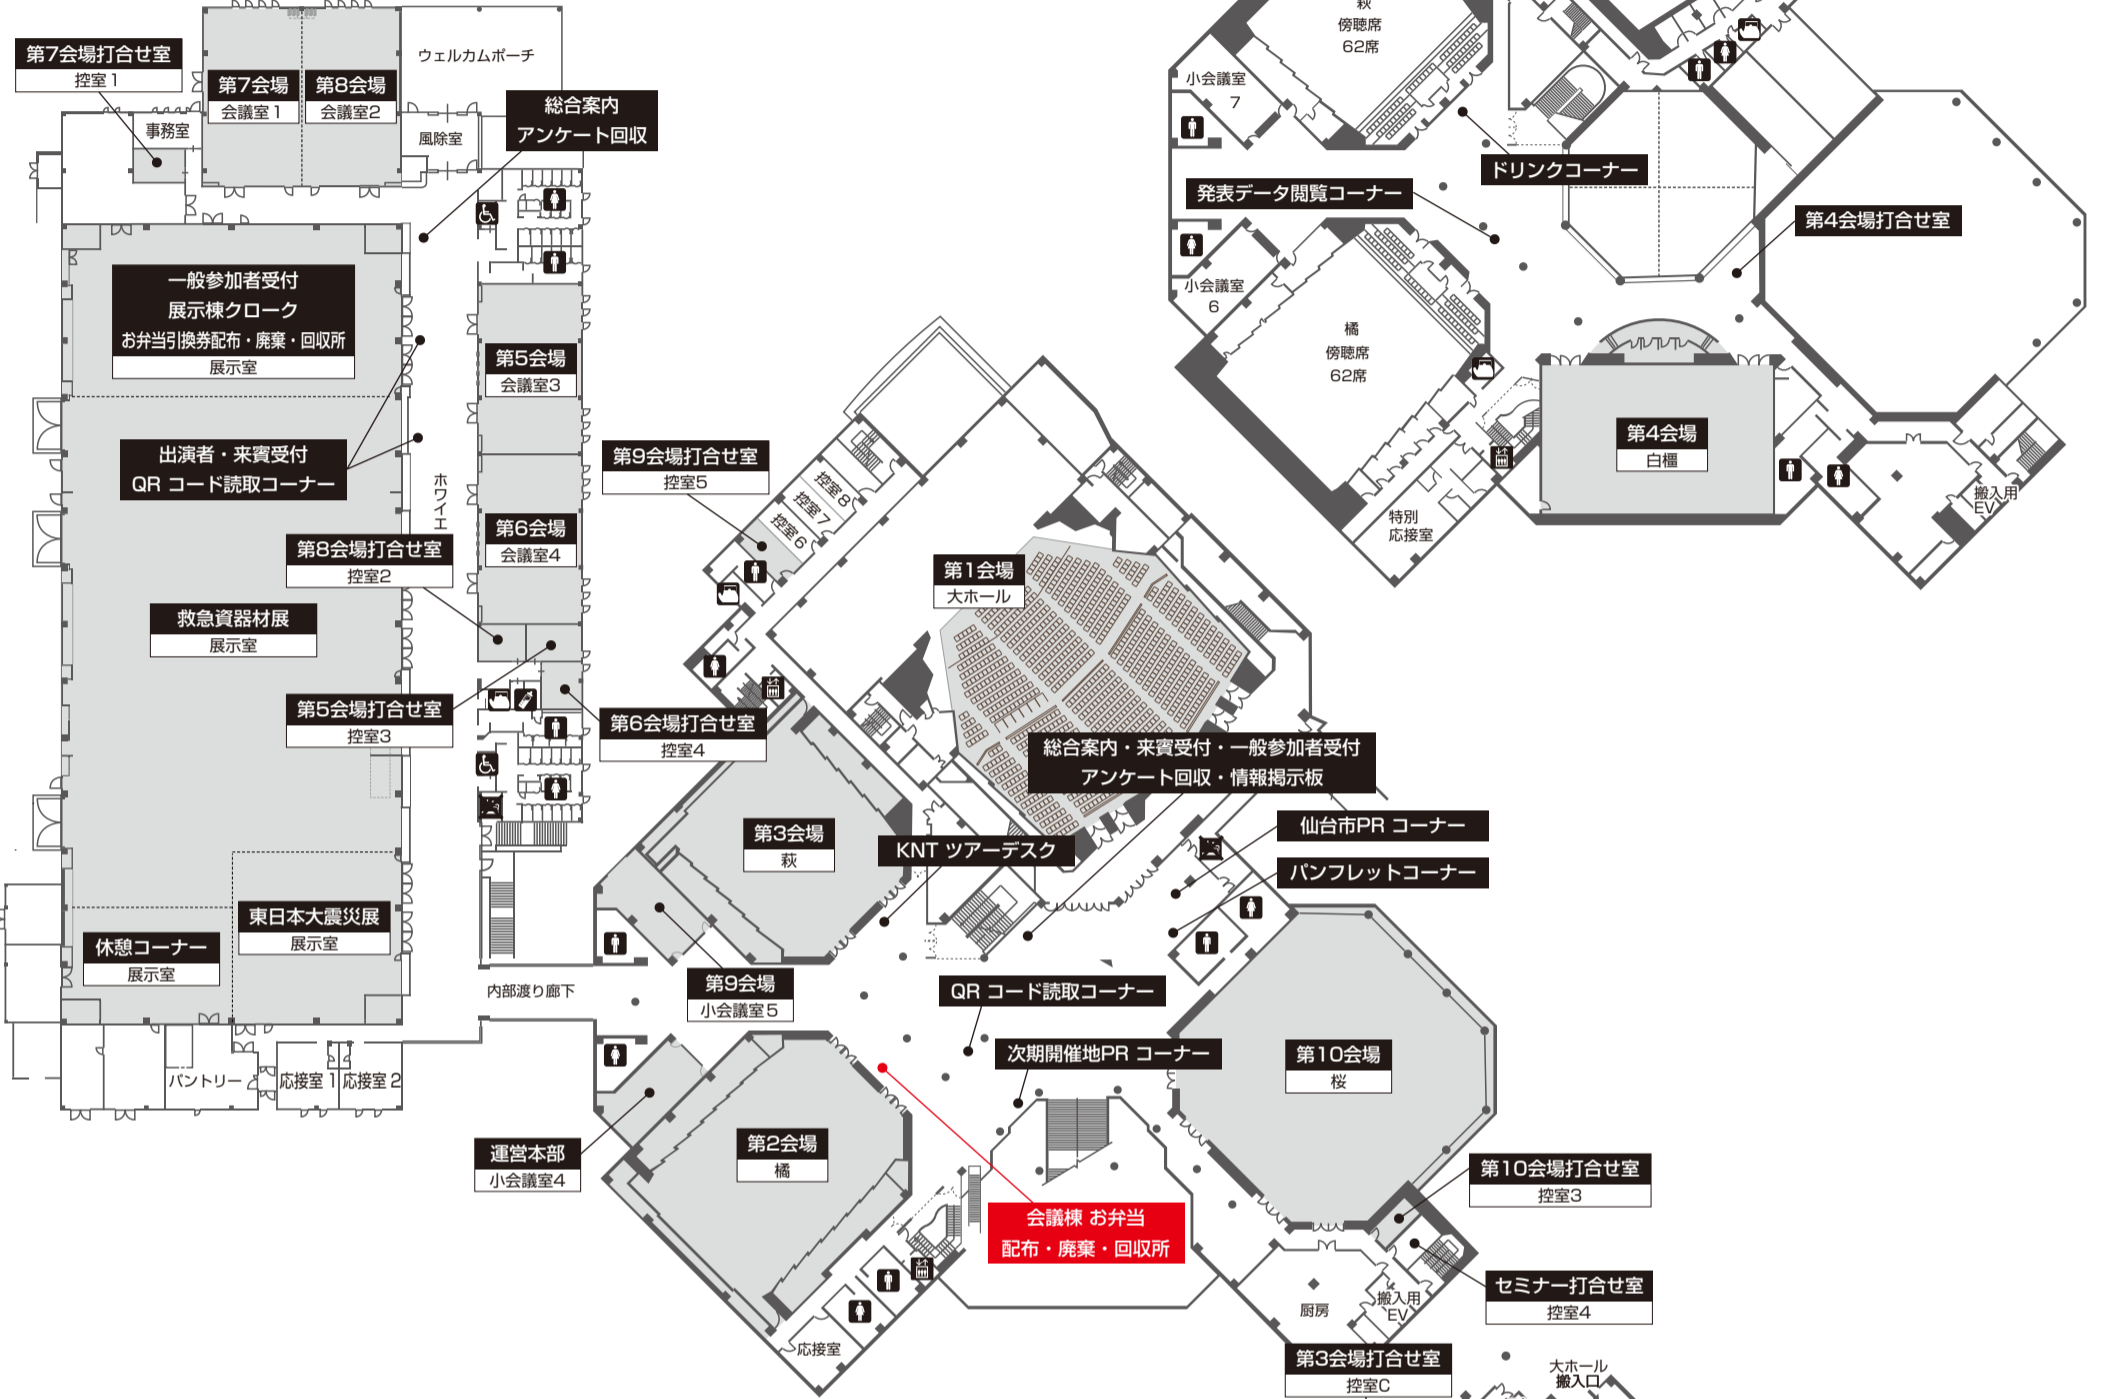 第7会場打合せ室
控室1
第7会場
会議室1
第8会場
会議室2
ウェルカムポーチ
事務室
風除室
総合案内
アンケート回収
一般参加者受付
展示棟クローク
お弁当引換券配布・廃棄・回収所
展示室
出演者・来賓受付
QR コード読取コーナー
ホワイエ
第5会場
会議室3
第6会場
会議室4
第8会場打合せ室
控室2
救急資器材展
展示室
第5会場打合せ室
控室3
第6会場打合せ室
控室4
東日本大震災展
展示室
休憩コーナー
展示室
パントリー
応接室1
応接室2
内部渡り廊下
第9会場打合せ室
控室5
控室8
控室7
控室6
第1会場
大ホール
総合案内・来賓受付・一般参加者受付
アンケート回収・情報掲示板
仙台市PR コーナー
パンフレットコーナー
KNT ツアーデスク
第3会場
萩
第9会場
小会議室5
QR コード読取コーナー
次期開催地PR コーナー
第10会場
桜
運営本部
小会議室4
第2会場
橘
会議棟 お弁当
配布・廃棄・回収所
応接室
第10会場打合せ室
控室3
セミナー打合せ室
控室4
厨房
搬入用
EV
第3会場打合せ室
控室C
大ホール
搬入口
萩
傍聴席
62席
小会議室
7
ドリンクコーナー
発表データ閲覧コーナー
第4会場打合せ室
小会議室
6
橘
傍聴席
62席
第4会場
白橿
特別
応接室
搬入用
EV